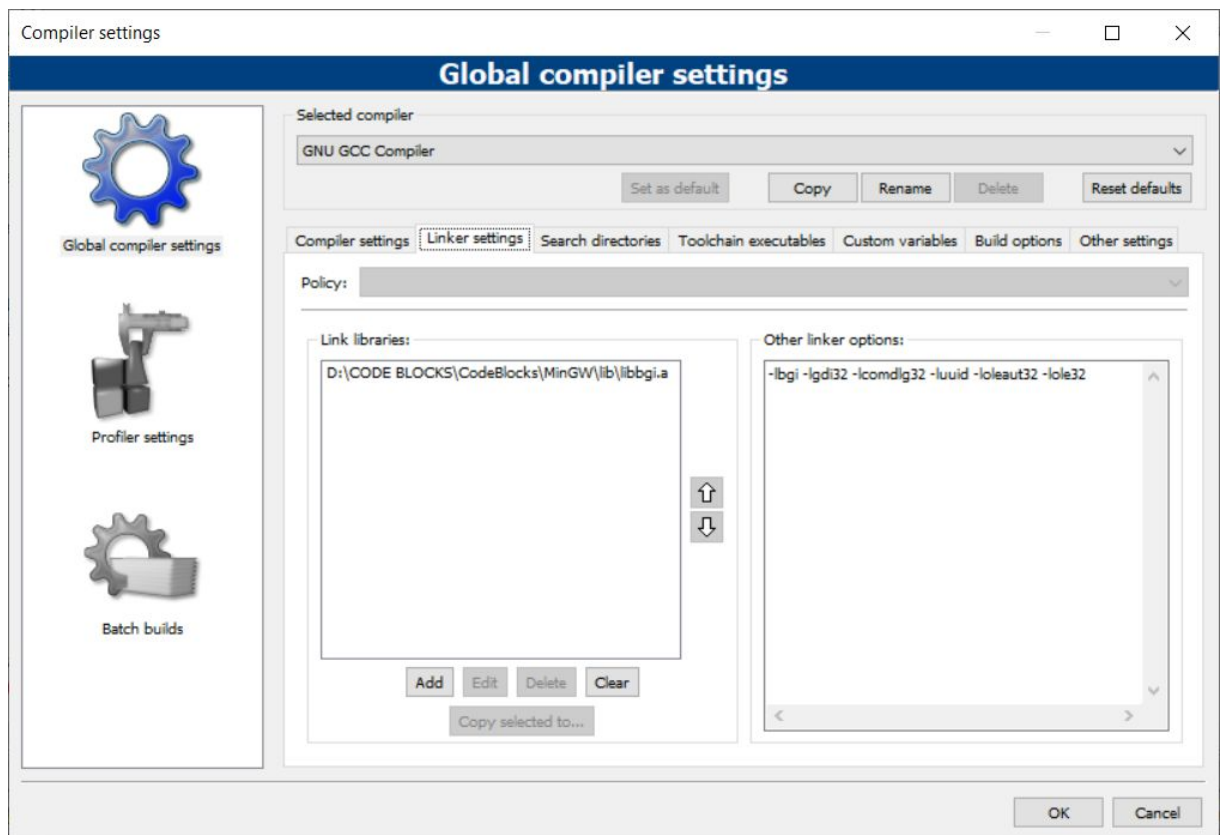 Compiler settings
Global compiler settings
Global compiler settings
Profiler settings
Batch builds
Selected compiler
GNU GCC Compiler
Set as default Copy Rename Delete Reset defaults
Compiler settings Linker settings Search directories Toolchain executables Custom variables Build options Other settings
Policy:
Link libraries:
D:\CODE BLOCKS\CodeBlocks\MinGW\lib\libbgi.a
Add Edit Delete Clear
Copy selected to...
Other linker options:
-lbgi -lgdi32 -lcomdlg32 -luuid -loleaut32 -lole32
OK Cancel